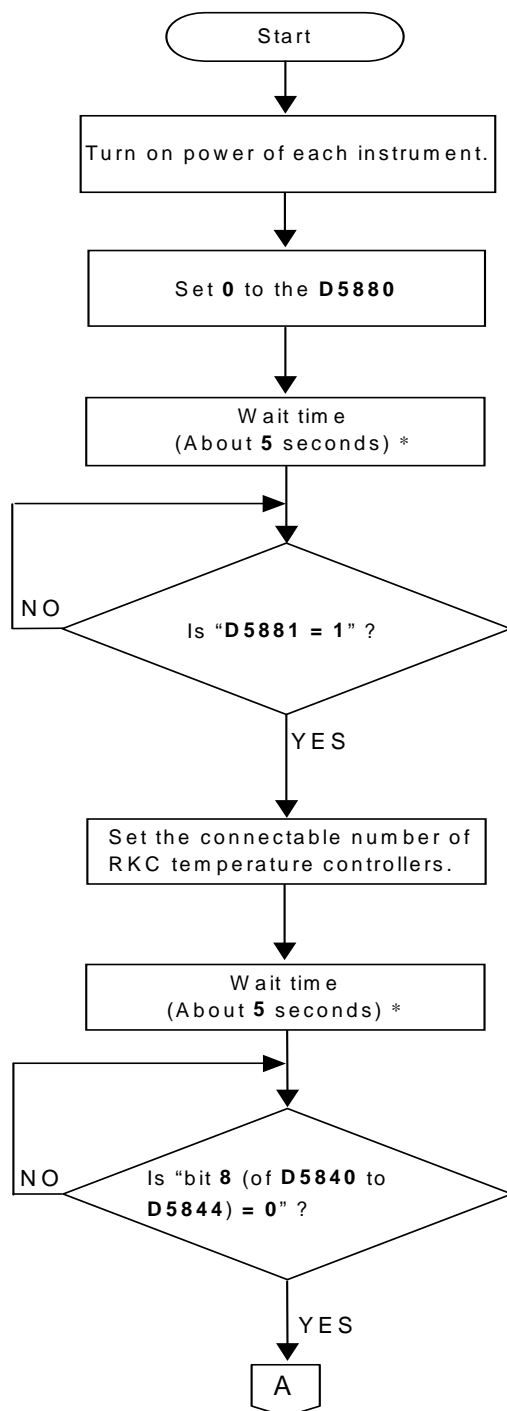 Start
Turn on power of each instrument.
Set 0 to the D5880
Wait time
(About 5 seconds) *
NO
Is “D5881 = 1” ?
YES
Set the connectable number of
RKC temperature controllers.
Wait time
(About 5 seconds) *
NO
Is “bit 8 (of D5840 to
D5844) = 0” ?
YES
A